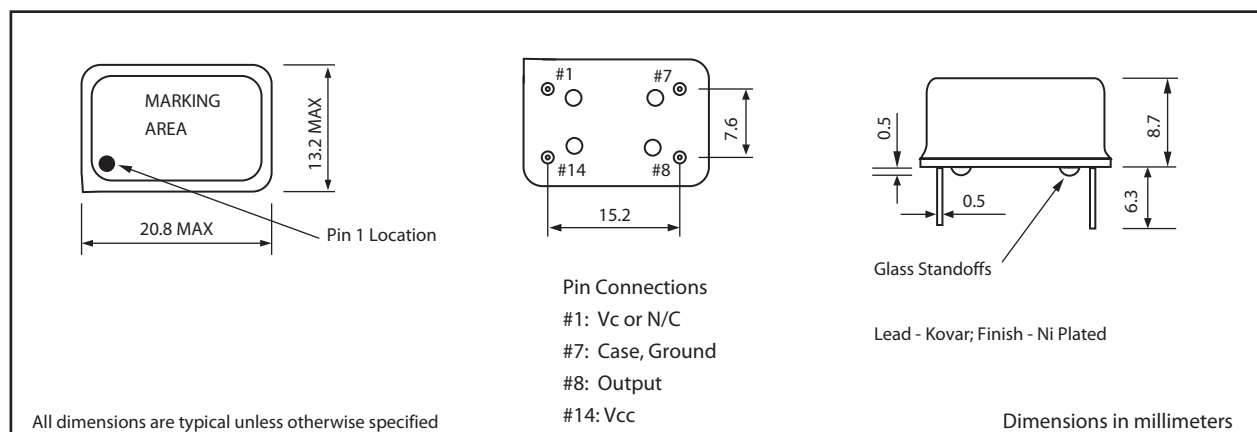 MARKING
AREA
13.2 MAX
20.8 MAX
Pin 1 Location
#1
#7
7.6
#14
#8
15.2
Pin Connections
#1: Vc or N/C
#7: Case, Ground
#8: Output
#14: Vcc
0.5
8.7
0.5
6.3
Glass Standoffs
Lead - Kovar; Finish - Ni Plated
All dimensions are typical unless otherwise specified
Dimensions in millimeters